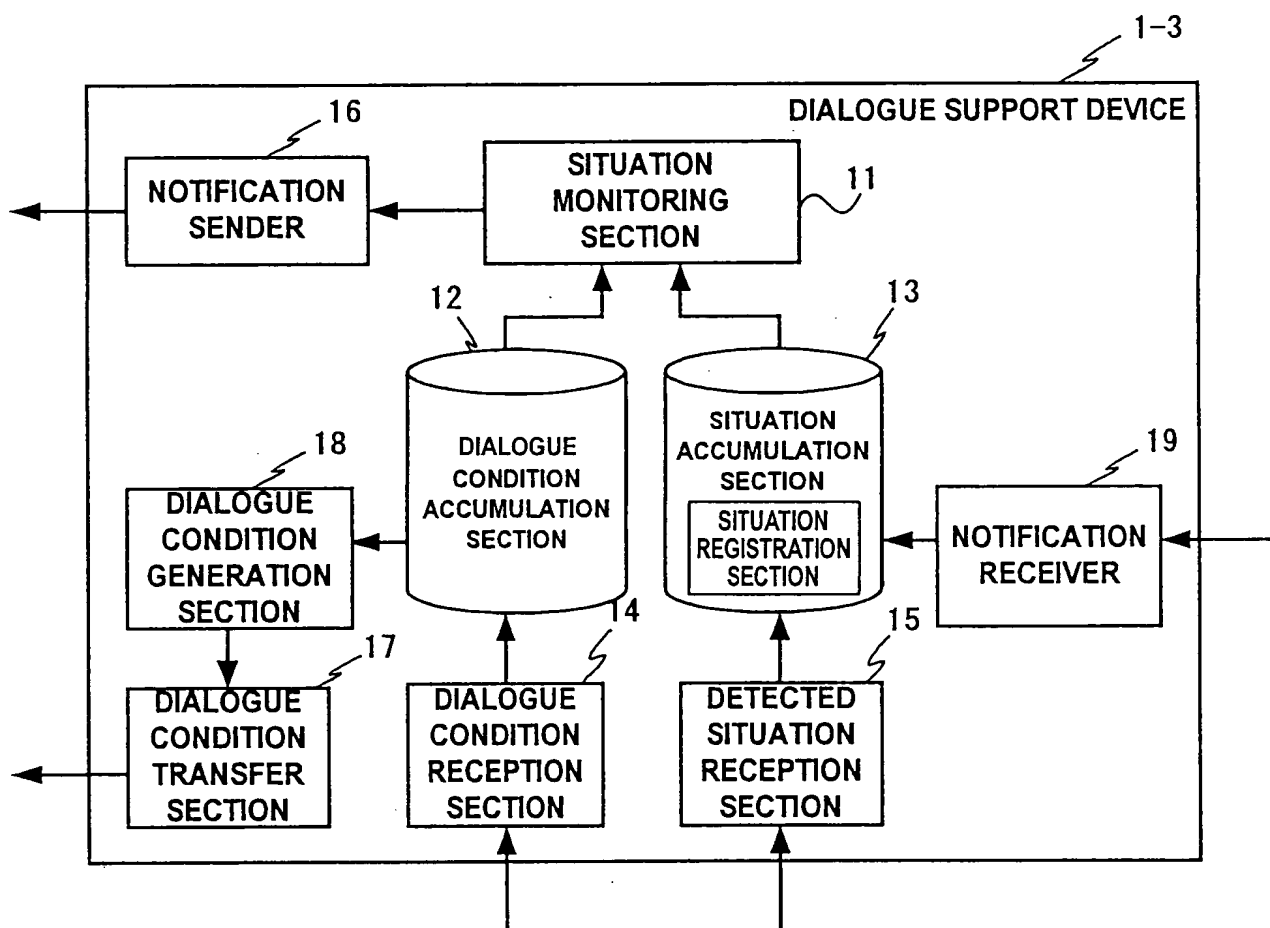 1-3
DIALOGUE SUPPORT DEVICE
16
NOTIFICATION
SENDER
SITUATION
MONITORING
SECTION
11
12
DIALOGUE
CONDITION
ACCUMULATION
SECTION
13
SITUATION
ACCUMULATION
SECTION
SITUATION
REGISTRATION
SECTION
18
DIALOGUE
CONDITION
GENERATION
SECTION
19
NOTIFICATION
RECEIVER
17
DIALOGUE
CONDITION
TRANSFER
SECTION
14
DIALOGUE
CONDITION
RECEPTION
SECTION
15
DETECTED
SITUATION
RECEPTION
SECTION